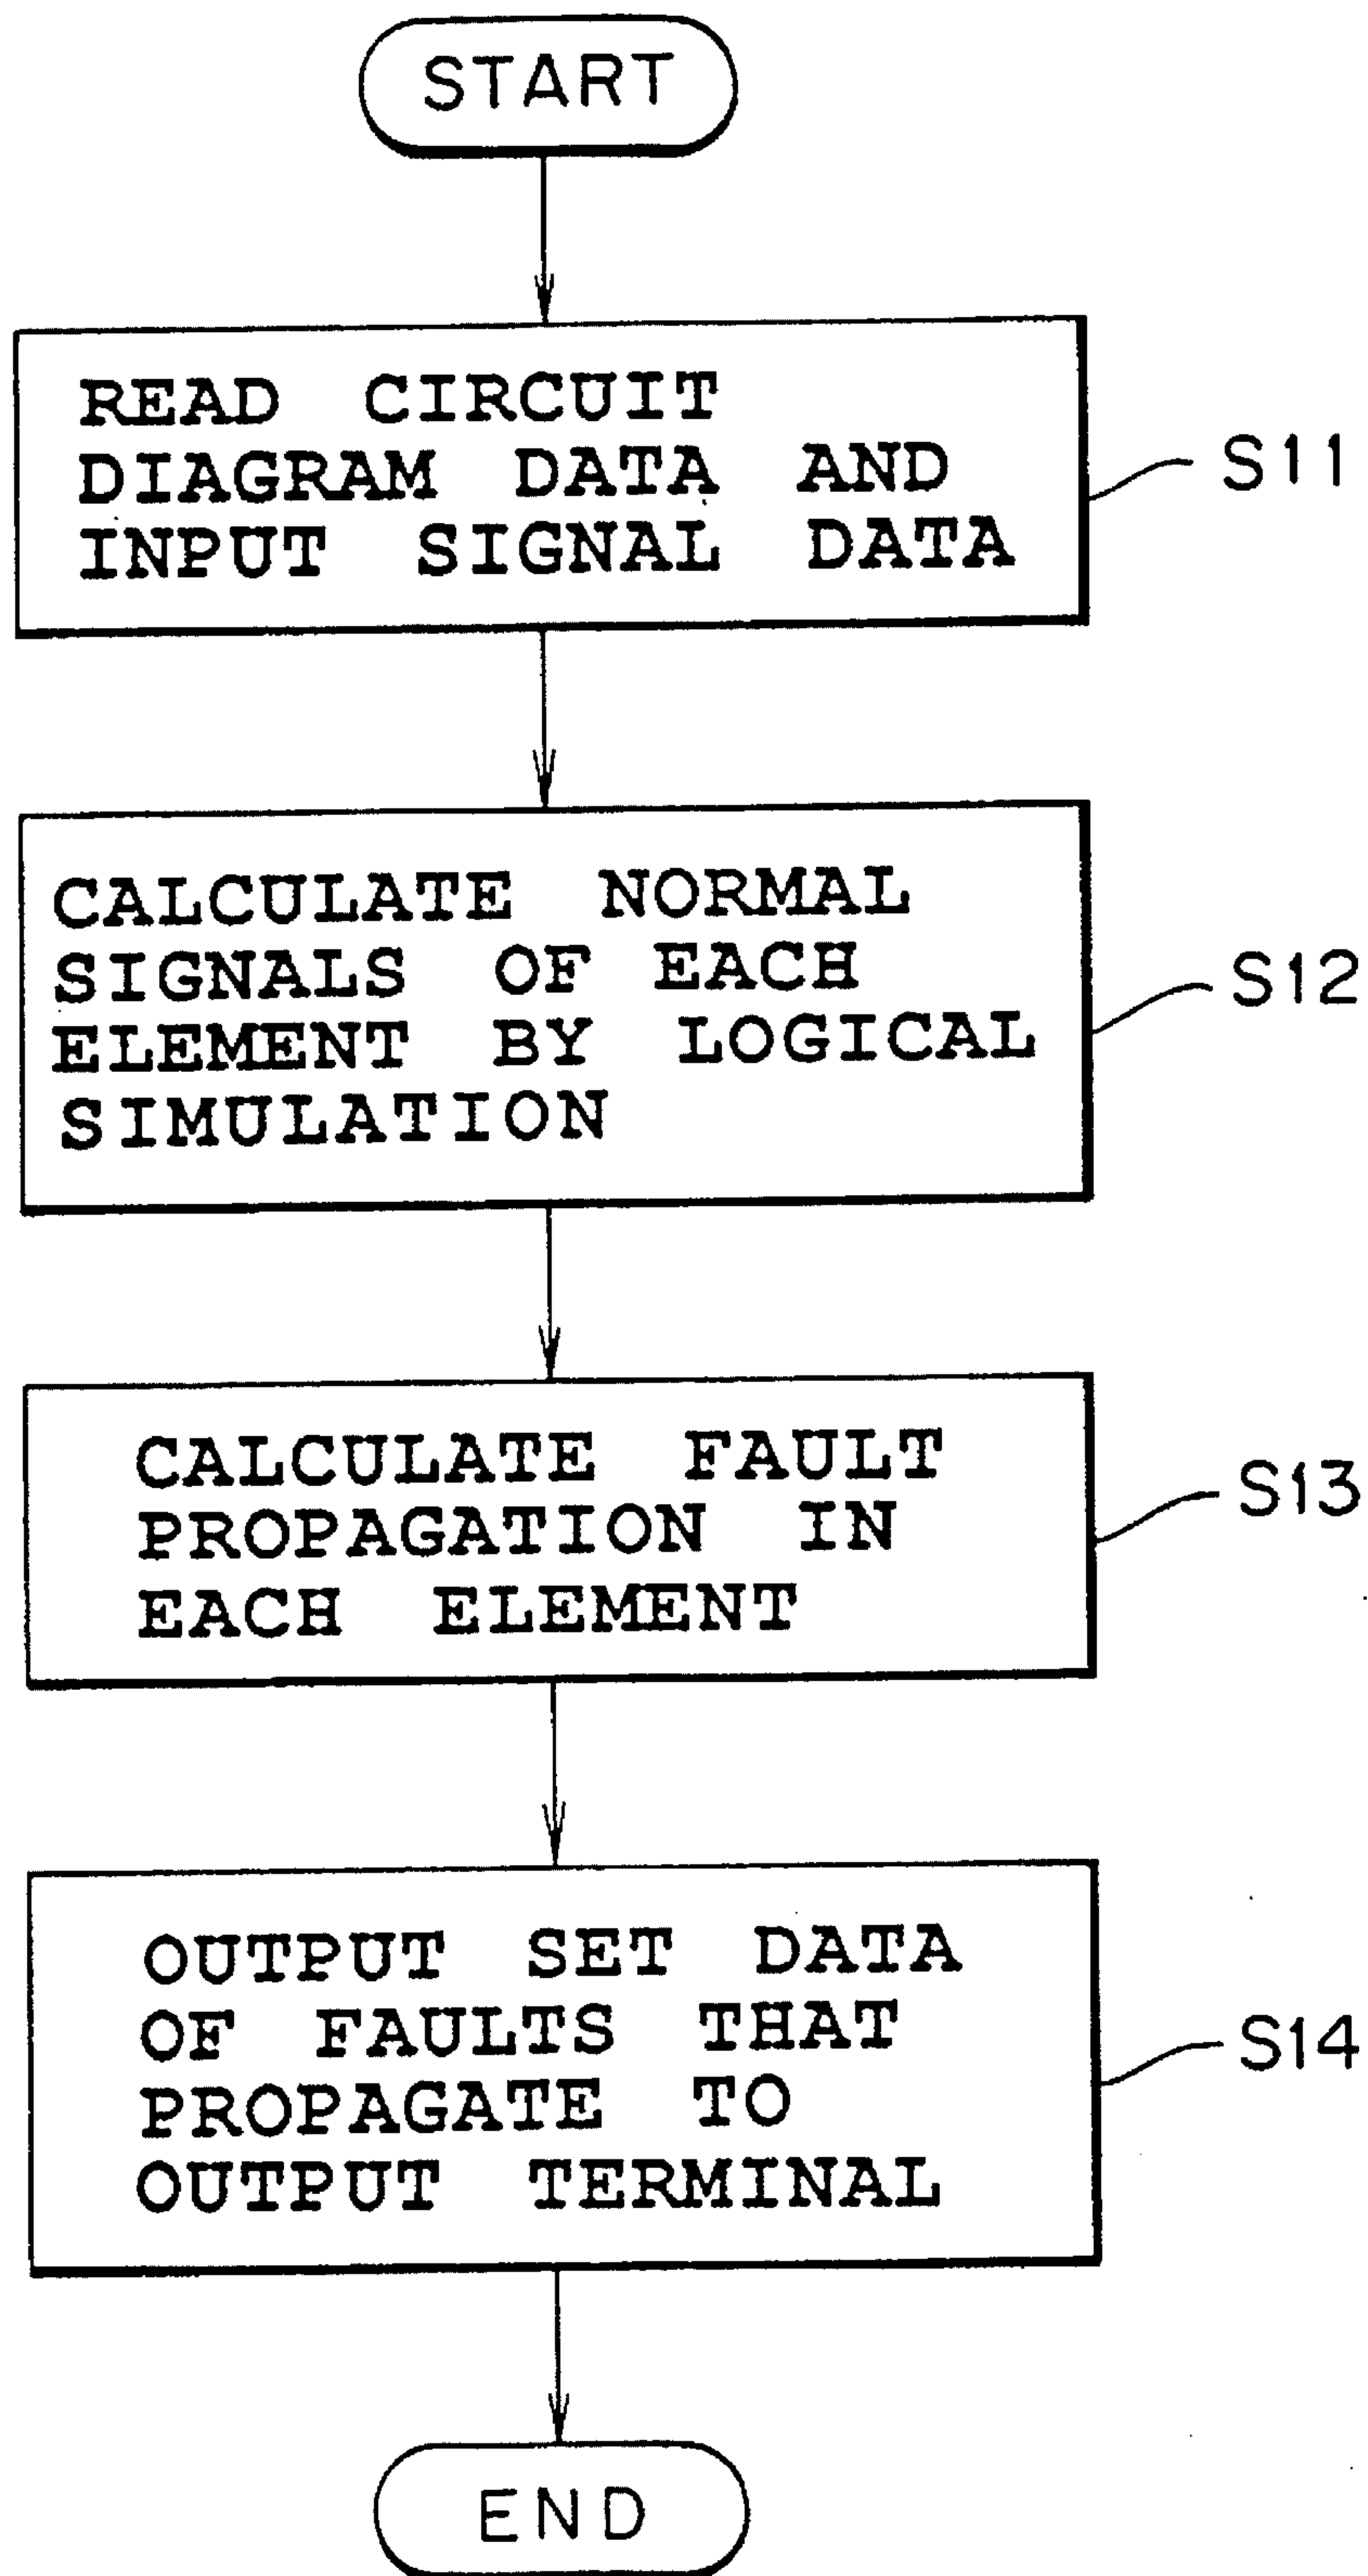 START
READ CIRCUIT
DIAGRAM DATA AND
INPUT SIGNAL DATA
S11
CALCULATE NORMAL
SIGNALS OF EACH
ELEMENT BY LOGICAL
SIMULATION
S12
CALCULATE FAULT
PROPAGATION IN
EACH ELEMENT
S13
OUTPUT SET DATA
OF FAULTS THAT
PROPAGATE TO
OUTPUT TERMINAL
S14
END